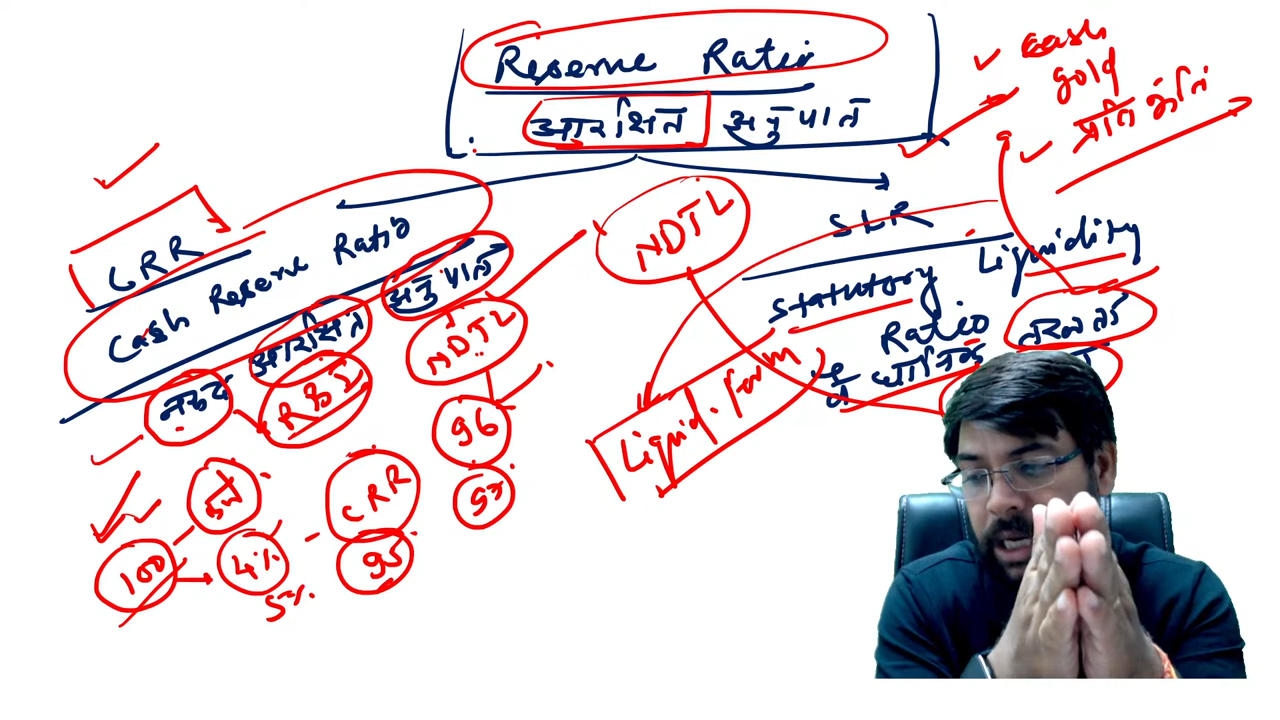 Reserve Ratio
आरक्षित अनुपात
cash
gold
CRR
Cash Reserve Ratio
नकद आरक्षित अनुपात
RBI
NDTL
96
5%
100
4%
5%
CRR
95
NDTL
SLR
Statutory Liquidity
Ratio
तरलता
Liquid form